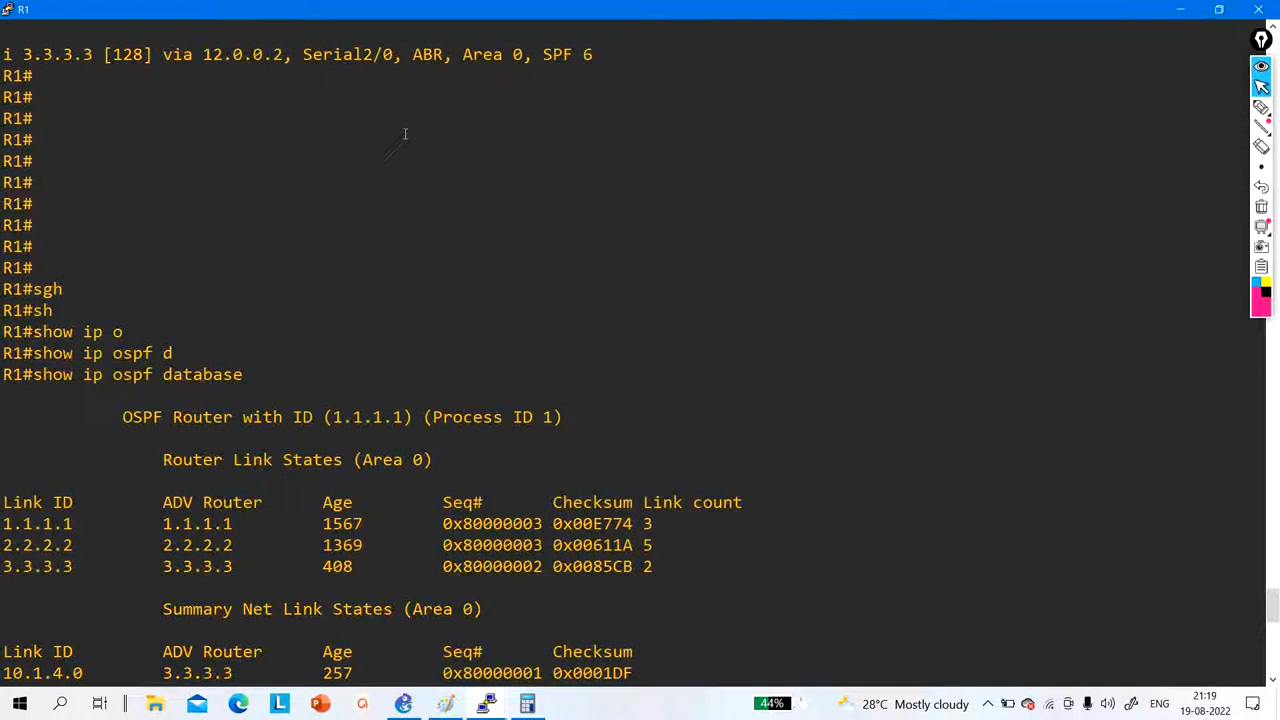 R1
i 3.3.3.3 [128] via 12.0.0.2, Serial2/0, ABR, Area 0, SPF 6
R1#
R1#
R1#
R1#
R1#
R1#
R1#
R1#
R1#
R1#
R1#sgh
R1#sh
R1#show ip o
R1#show ip ospf d
R1#show ip ospf database
OSPF Router with ID (1.1.1.1) (Process ID 1)
Router Link States (Area 0)
Link ID ADV Router Age Seq# Checksum Link count
1.1.1.1 1.1.1.1 1567 0x80000003 0x00E774 3
2.2.2.2 2.2.2.2 1369 0x80000003 0x00611A 5
3.3.3.3 3.3.3.3 408 0x80000002 0x0085CB 2
Summary Net Link States (Area 0)
Link ID ADV Router Age Seq# Checksum
10.1.4.0 3.3.3.3 257 0x80000001 0x0001DF
44% 28°C Mostly cloudy ENG 21:19
19-08-2022